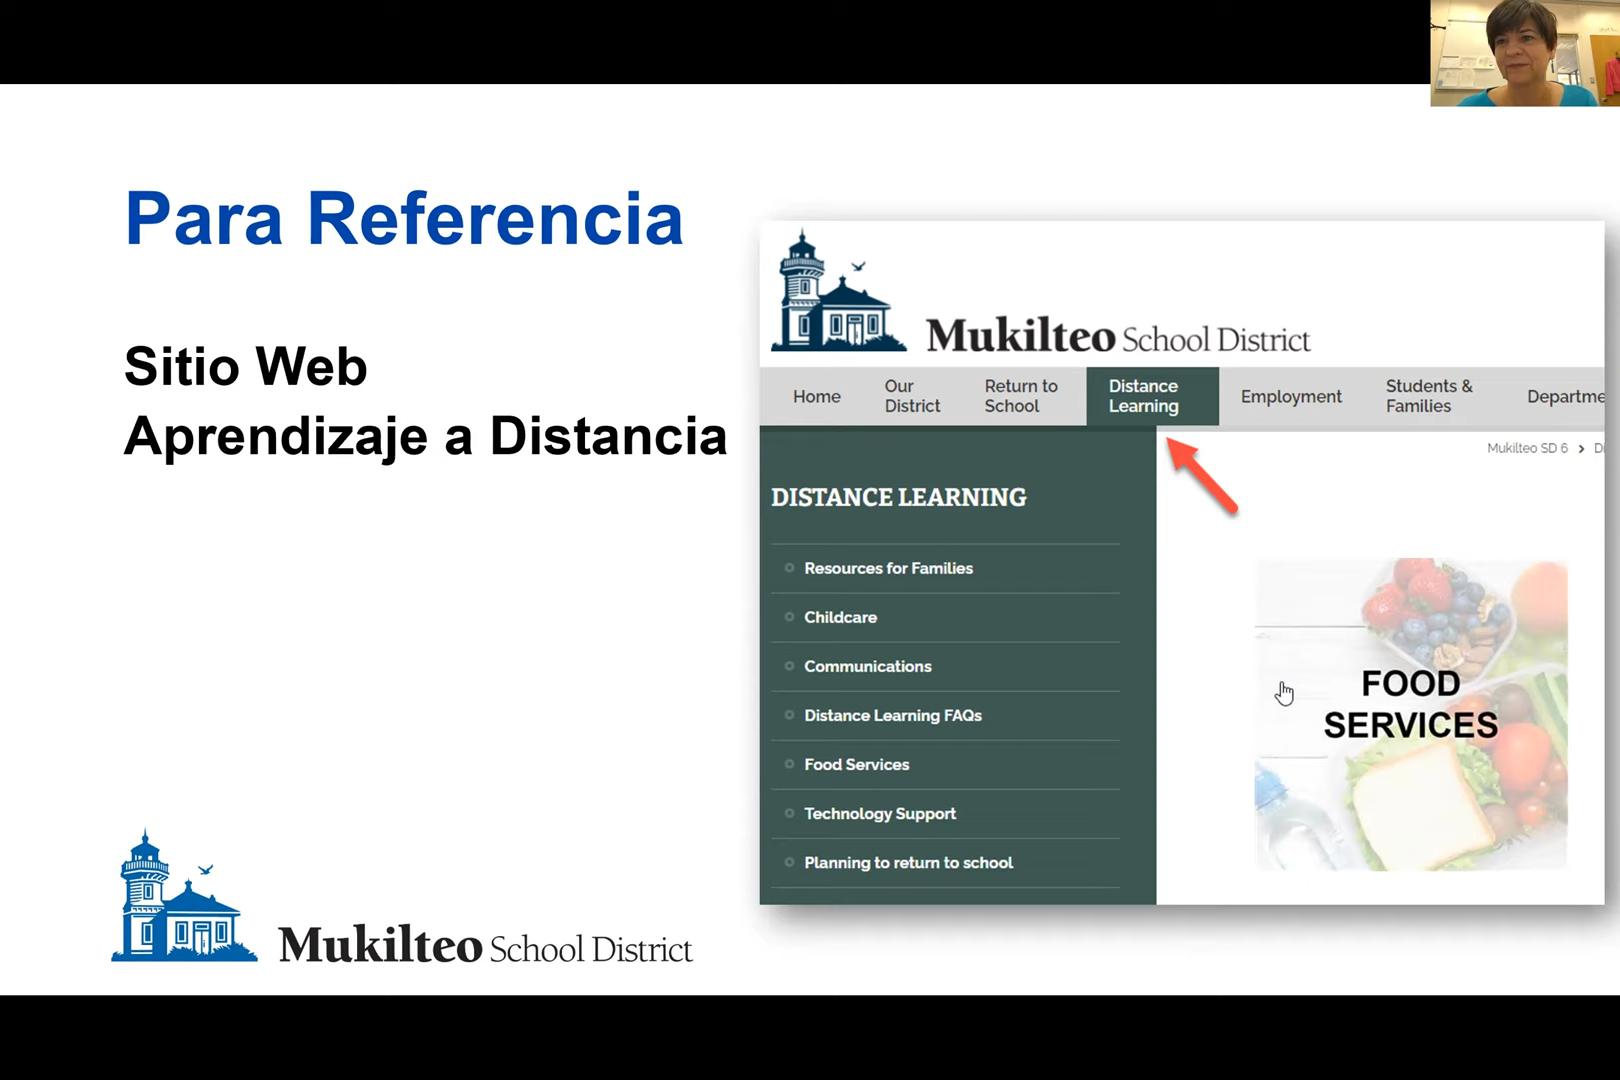 Para Referencia
Sitio Web
Aprendizaje a Distancia
Mukilteo School District
Mukilteo School District
Home
Our District
Return to School
Distance Learning
Employment
Students & Families
Departme
Mukilteo SD 6 > D
DISTANCE LEARNING
Resources for Families
Childcare
Communications
Distance Learning FAQs
Food Services
Technology Support
Planning to return to school
FOOD
SERVICES